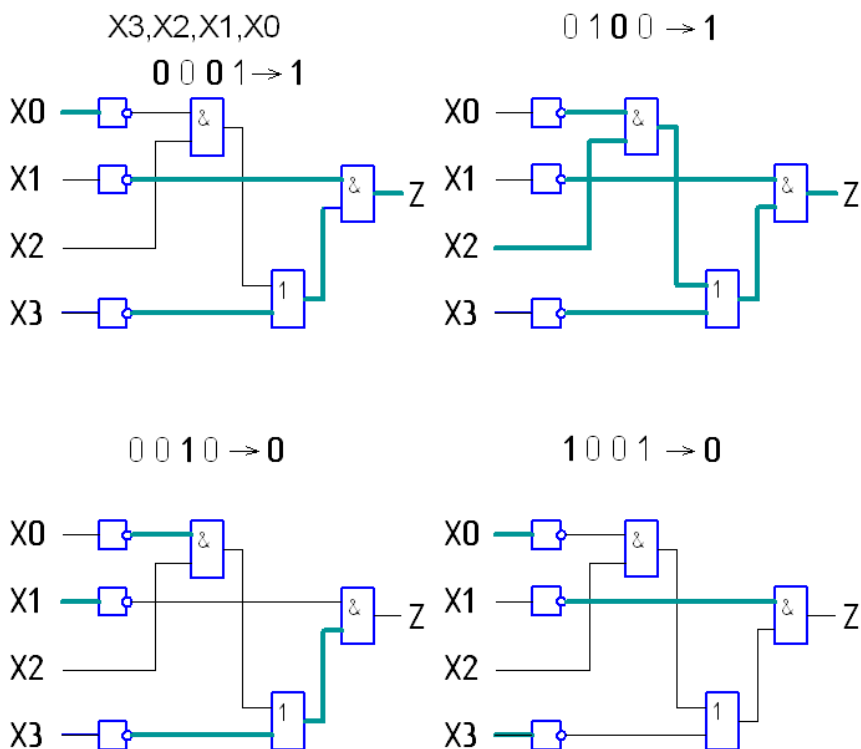 X3,X2,X1,X0
0 0 0 1 → 1
X0
&
X1
&
Z
X2
1
X3
0 1 0 0 → 1
X0
&
X1
&
Z
X2
1
X3
0 0 1 0 → 0
X0
&
X1
&
Z
X2
1
X3
1 0 0 1 → 0
X0
&
X1
&
Z
X2
1
X3